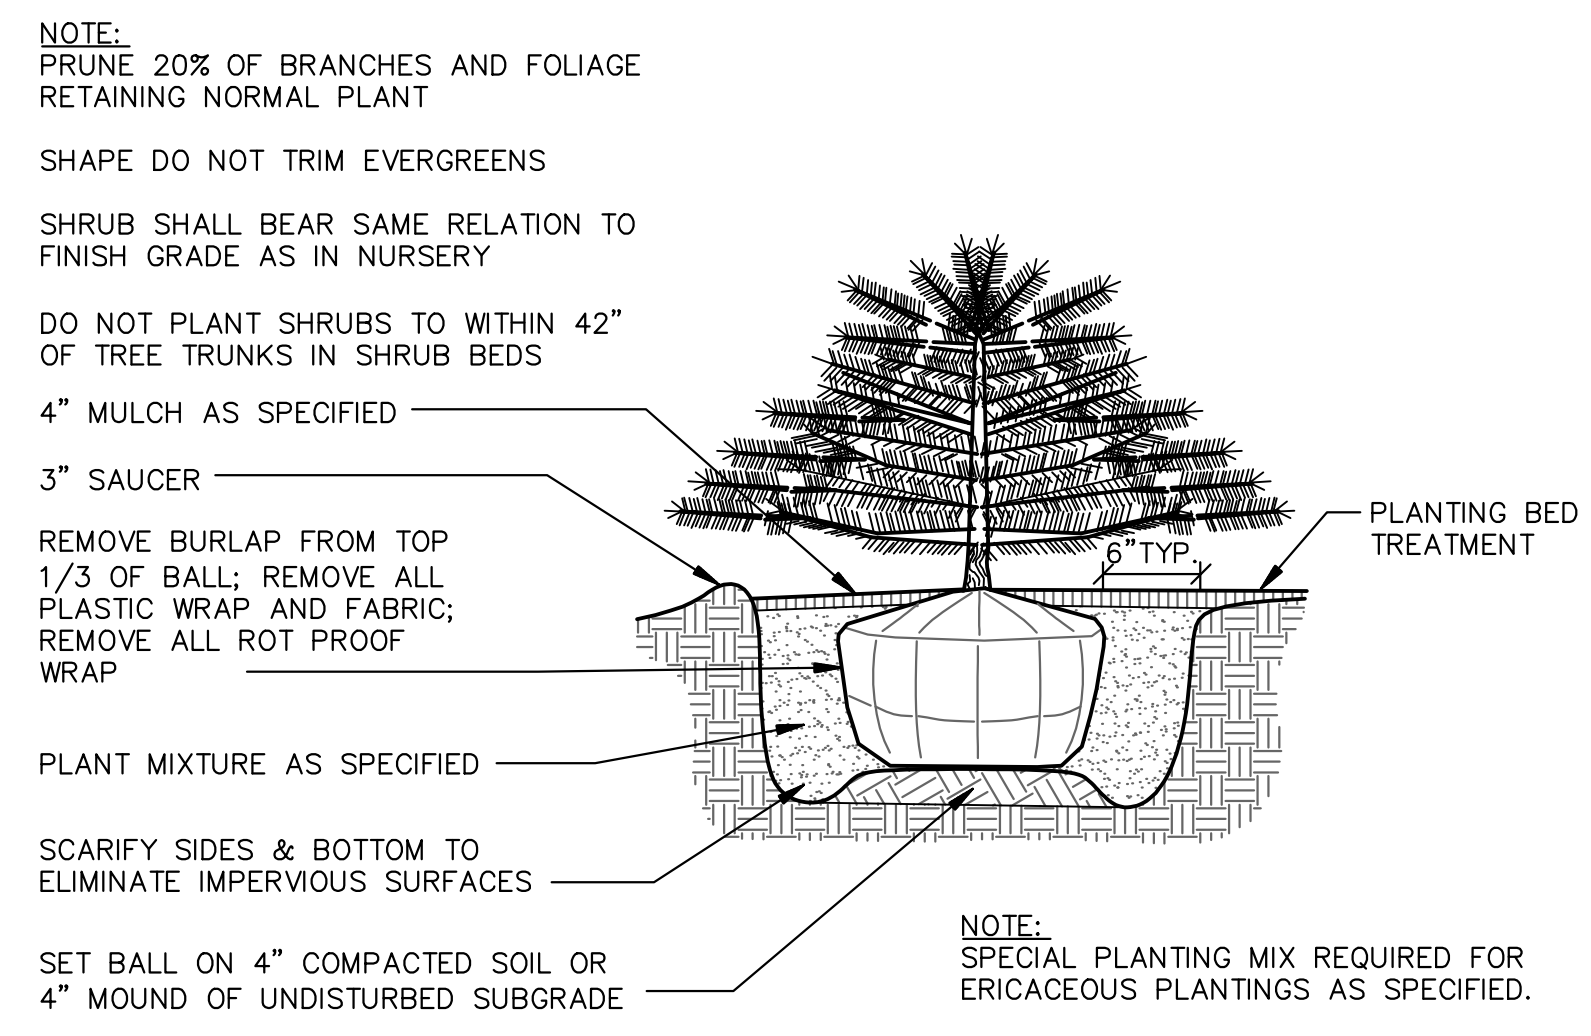 NOTE:
PRUNE 20% OF BRANCHES AND FOLIAGE
RETAINING NORMAL PLANT
SHAPE DO NOT TRIM EVERGREENS
SHRUB SHALL BEAR SAME RELATION TO
FINISH GRADE AS IN NURSERY
DO NOT PLANT SHRUBS TO WITHIN 42”
OF TREE TRUNKS IN SHRUB BEDS
4” MULCH AS SPECIFIED
3” SAUCER
REMOVE BURLAP FROM TOP
1/3 OF BALL; REMOVE ALL
PLASTIC WRAP AND FABRIC;
REMOVE ALL ROT PROOF
WRAP
PLANT MIXTURE AS SPECIFIED
SCARIFY SIDES & BOTTOM TO
ELIMINATE IMPERVIOUS SURFACES
SET BALL ON 4” COMPACTED SOIL OR
4” MOUND OF UNDISTURBED SUBGRADE
6”TYP.
PLANTING BED
TREATMENT
NOTE:
SPECIAL PLANTING MIX REQUIRED FOR
ERICACEOUS PLANTINGS AS SPECIFIED.